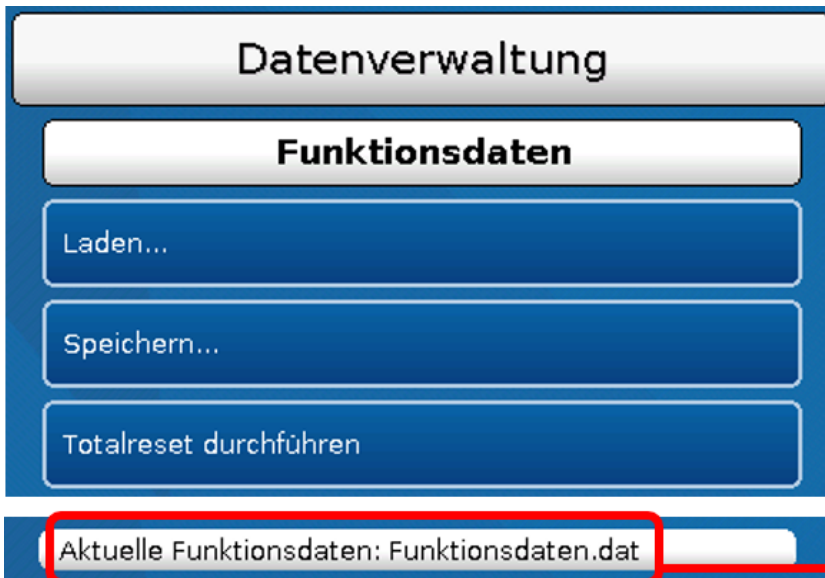 Datenverwaltung
Funktionsdaten
Laden...
Speichern...
Totalreset durchführen
Aktuelle Funktionsdaten: Funktionsdaten.dat